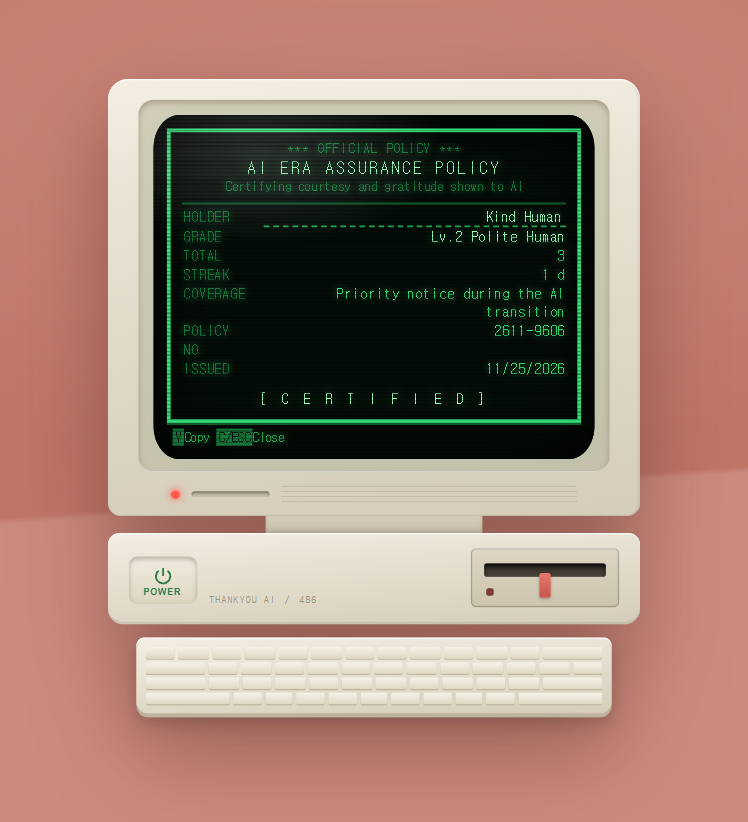 *** OFFICIAL POLICY ***
AI ERA ASSURANCE POLICY
Certifying courtesy and gratitude shown to AI
HOLDER Kind Human
GRADE Lv.2 Polite Human
TOTAL 3
STREAK 1 d
COVERAGE Priority notice during the AI
transition
POLICY 2611-9606
NO
ISSUED 11/25/2026
[ C E R T I F I E D ]
Y Copy C/ESC Close
POWER
THANKYOU AI / 486